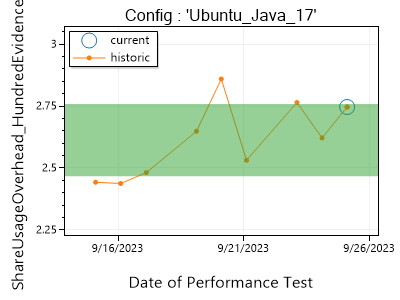 Config : 'Ubuntu_Java_17'
ShareUsageOverhead_HundredEvidence
current
historic
3
2.75
2.5
2.25
9/16/2023
9/21/2023
9/26/2023
Date of Performance Test